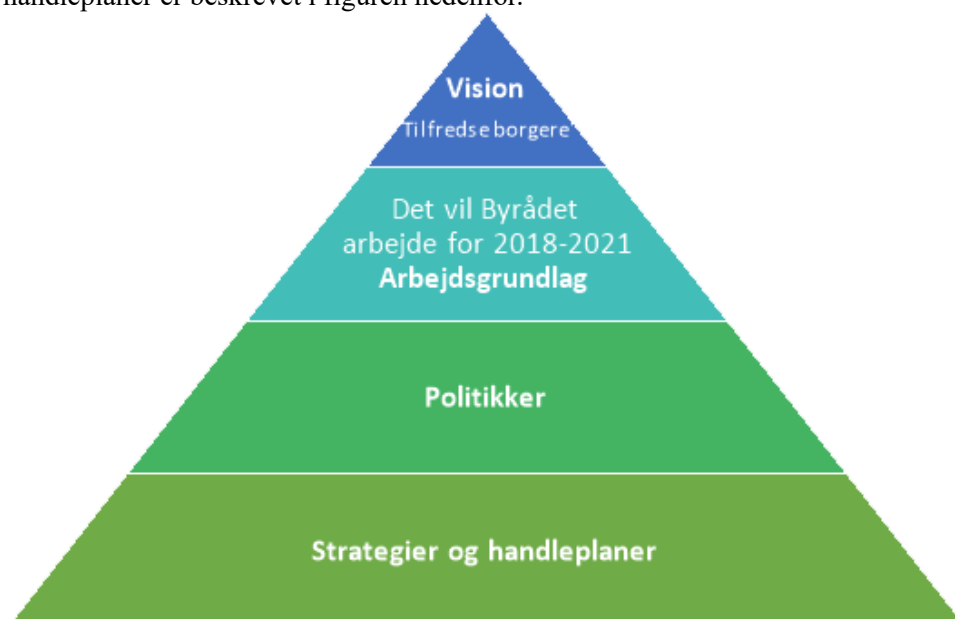 handleplaner er beskrevet i figuren nedenfor.
Vision
Tilfredse borgere
Det vil Byrådet
arbejde for 2018-2021
Arbejdsgrundlag
Politikker
Strategier og handleplaner